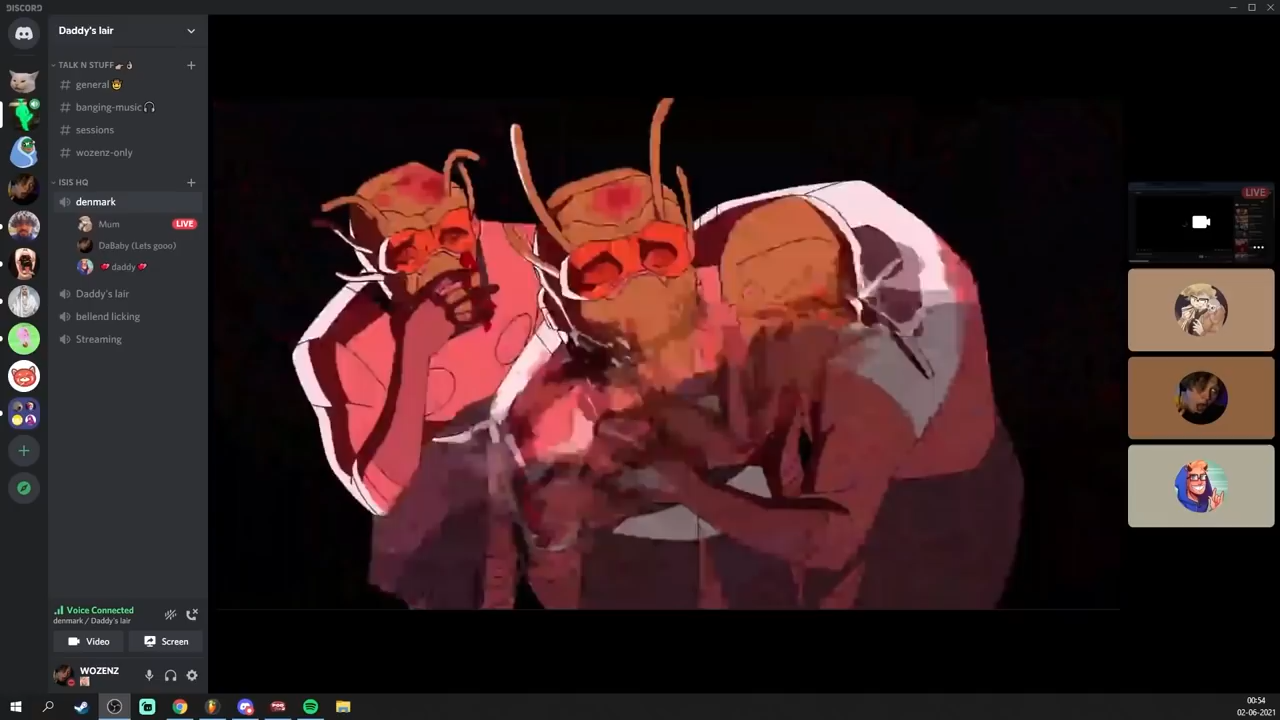 DISCORD
Daddy's lair
TALK N STUFF
general
banging-music
sessions
wozenz-only
ISIS HQ
denmark
Mum
LIVE
DaBaby (Lets gooo)
daddy
Daddy's lair
bellend licking
Streaming
LIVE
Voice Connected
denmark / Daddy's lair
Video
Screen
WOZENZ
00:54
02-06-2021